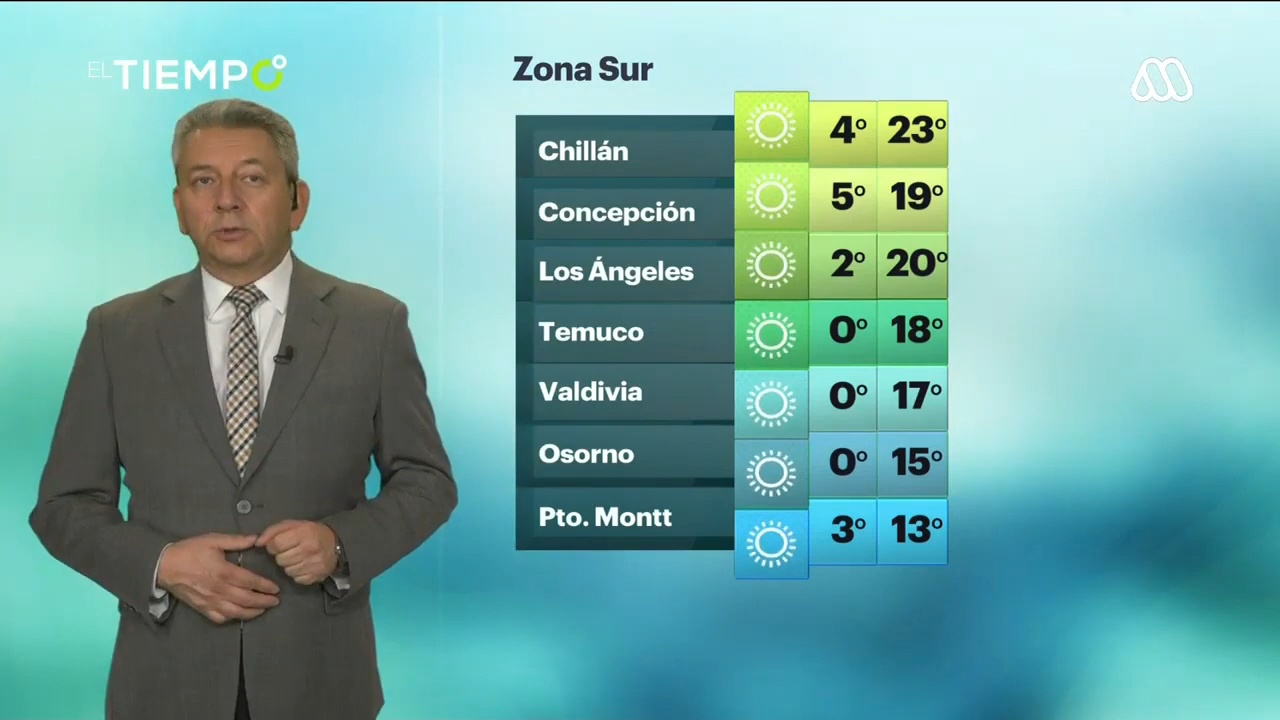 EL TIEMPO
Zona Sur
Chillán 4° 23°
Concepción 5° 19°
Los Ángeles 2° 20°
Temuco 0° 18°
Valdivia 0° 17°
Osorno 0° 15°
Pto. Montt 3° 13°